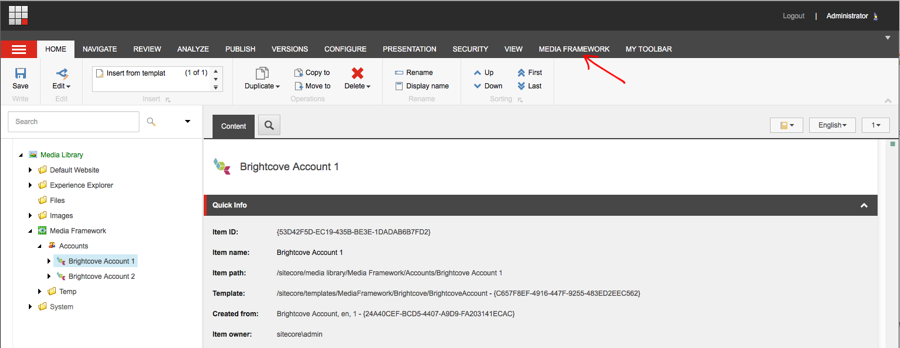 Logout | Administrator
HOME NAVIGATE REVIEW ANALYZE PUBLISH VERSIONS CONFIGURE PRESENTATION SECURITY VIEW MEDIA FRAMEWORK MY TOOLBAR
Insert from templat (1 of 1)
Save Edit Duplicate Copy to Move to Delete Rename Display name Up Down First Last
Write Edit Insert Operations Rename Sorting
Search
Content
English 1
Media Library
Default Website
Experience Explorer
Files
Images
Media Framework
Accounts
Brightcove Account 1
Brightcove Account 2
Temp
System
Brightcove Account 1
Quick Info
Item ID: {53D42F5D-EC19-435B-BE3E-1DADAB6B7FD2}
Item name: Brightcove Account 1
Item path: /sitecore/media library/Media Framework/Accounts/Brightcove Account 1
Template: /sitecore/templates/MediaFramework/Brightcove/BrightcoveAccount - {C657F8EF-4916-447F-9255-483ED2EEC562}
Created from: Brightcove Account, en, 1 - {24A40CEF-BCD5-4407-A9D9-FA203141ECAC}
Item owner: sitecore\admin